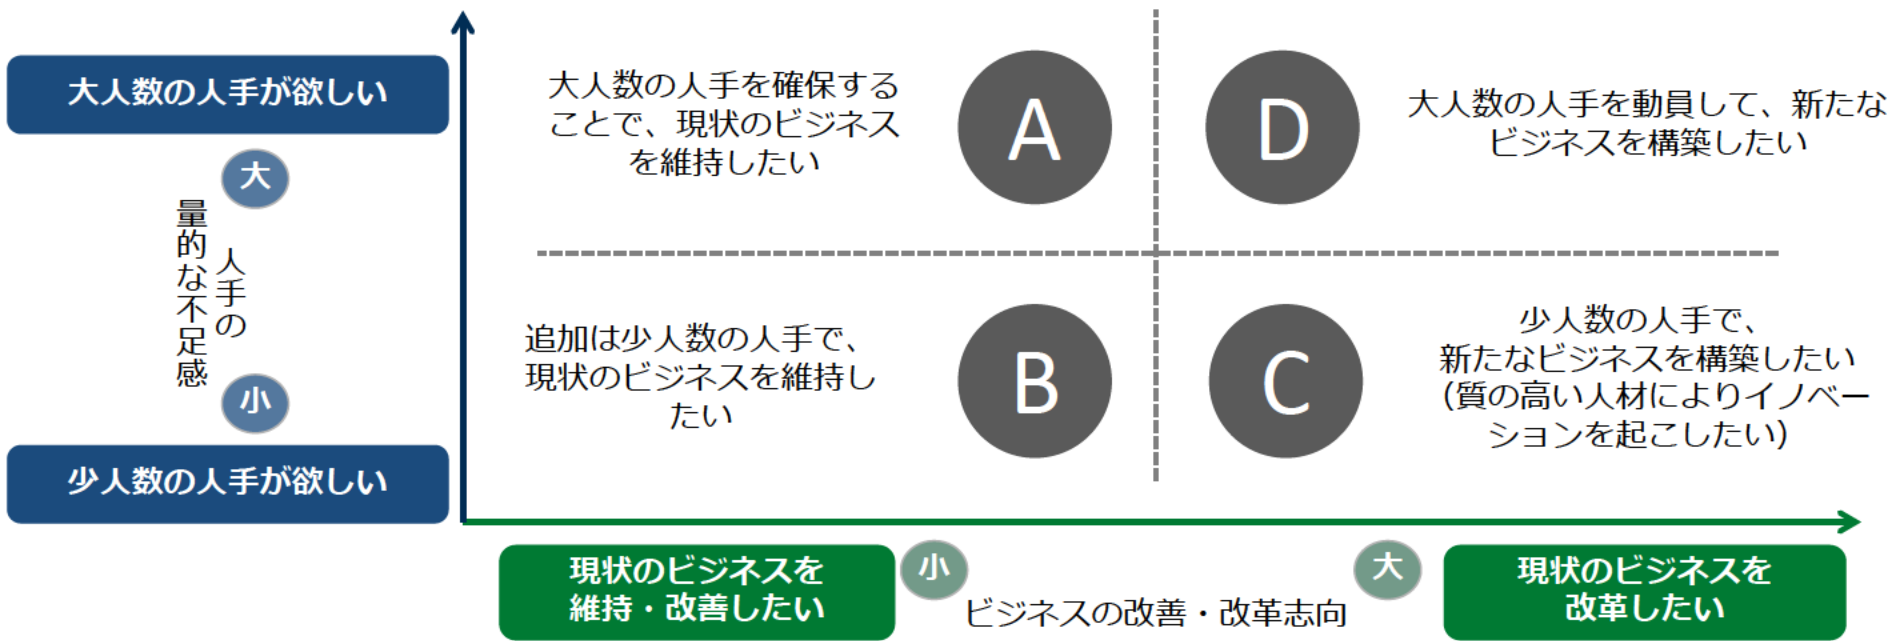 大人数の人手が欲しい
大
人手の
量的な不足感
小
少人数の人手が欲しい
大人数の人手を確保する
ことで、現状のビジネス
を維持したい
A
D
大人数の人手を動員して、新たな
ビジネスを構築したい
追加は少人数の人手で、
現状のビジネスを維持し
たい
B
C
少人数の人手で、
新たなビジネスを構築したい
（質の高い人材によりイノベー
ションを起こしたい）
現状のビジネスを
維持・改善したい
小
ビジネスの改善・改革志向
大
現状のビジネスを
改革したい